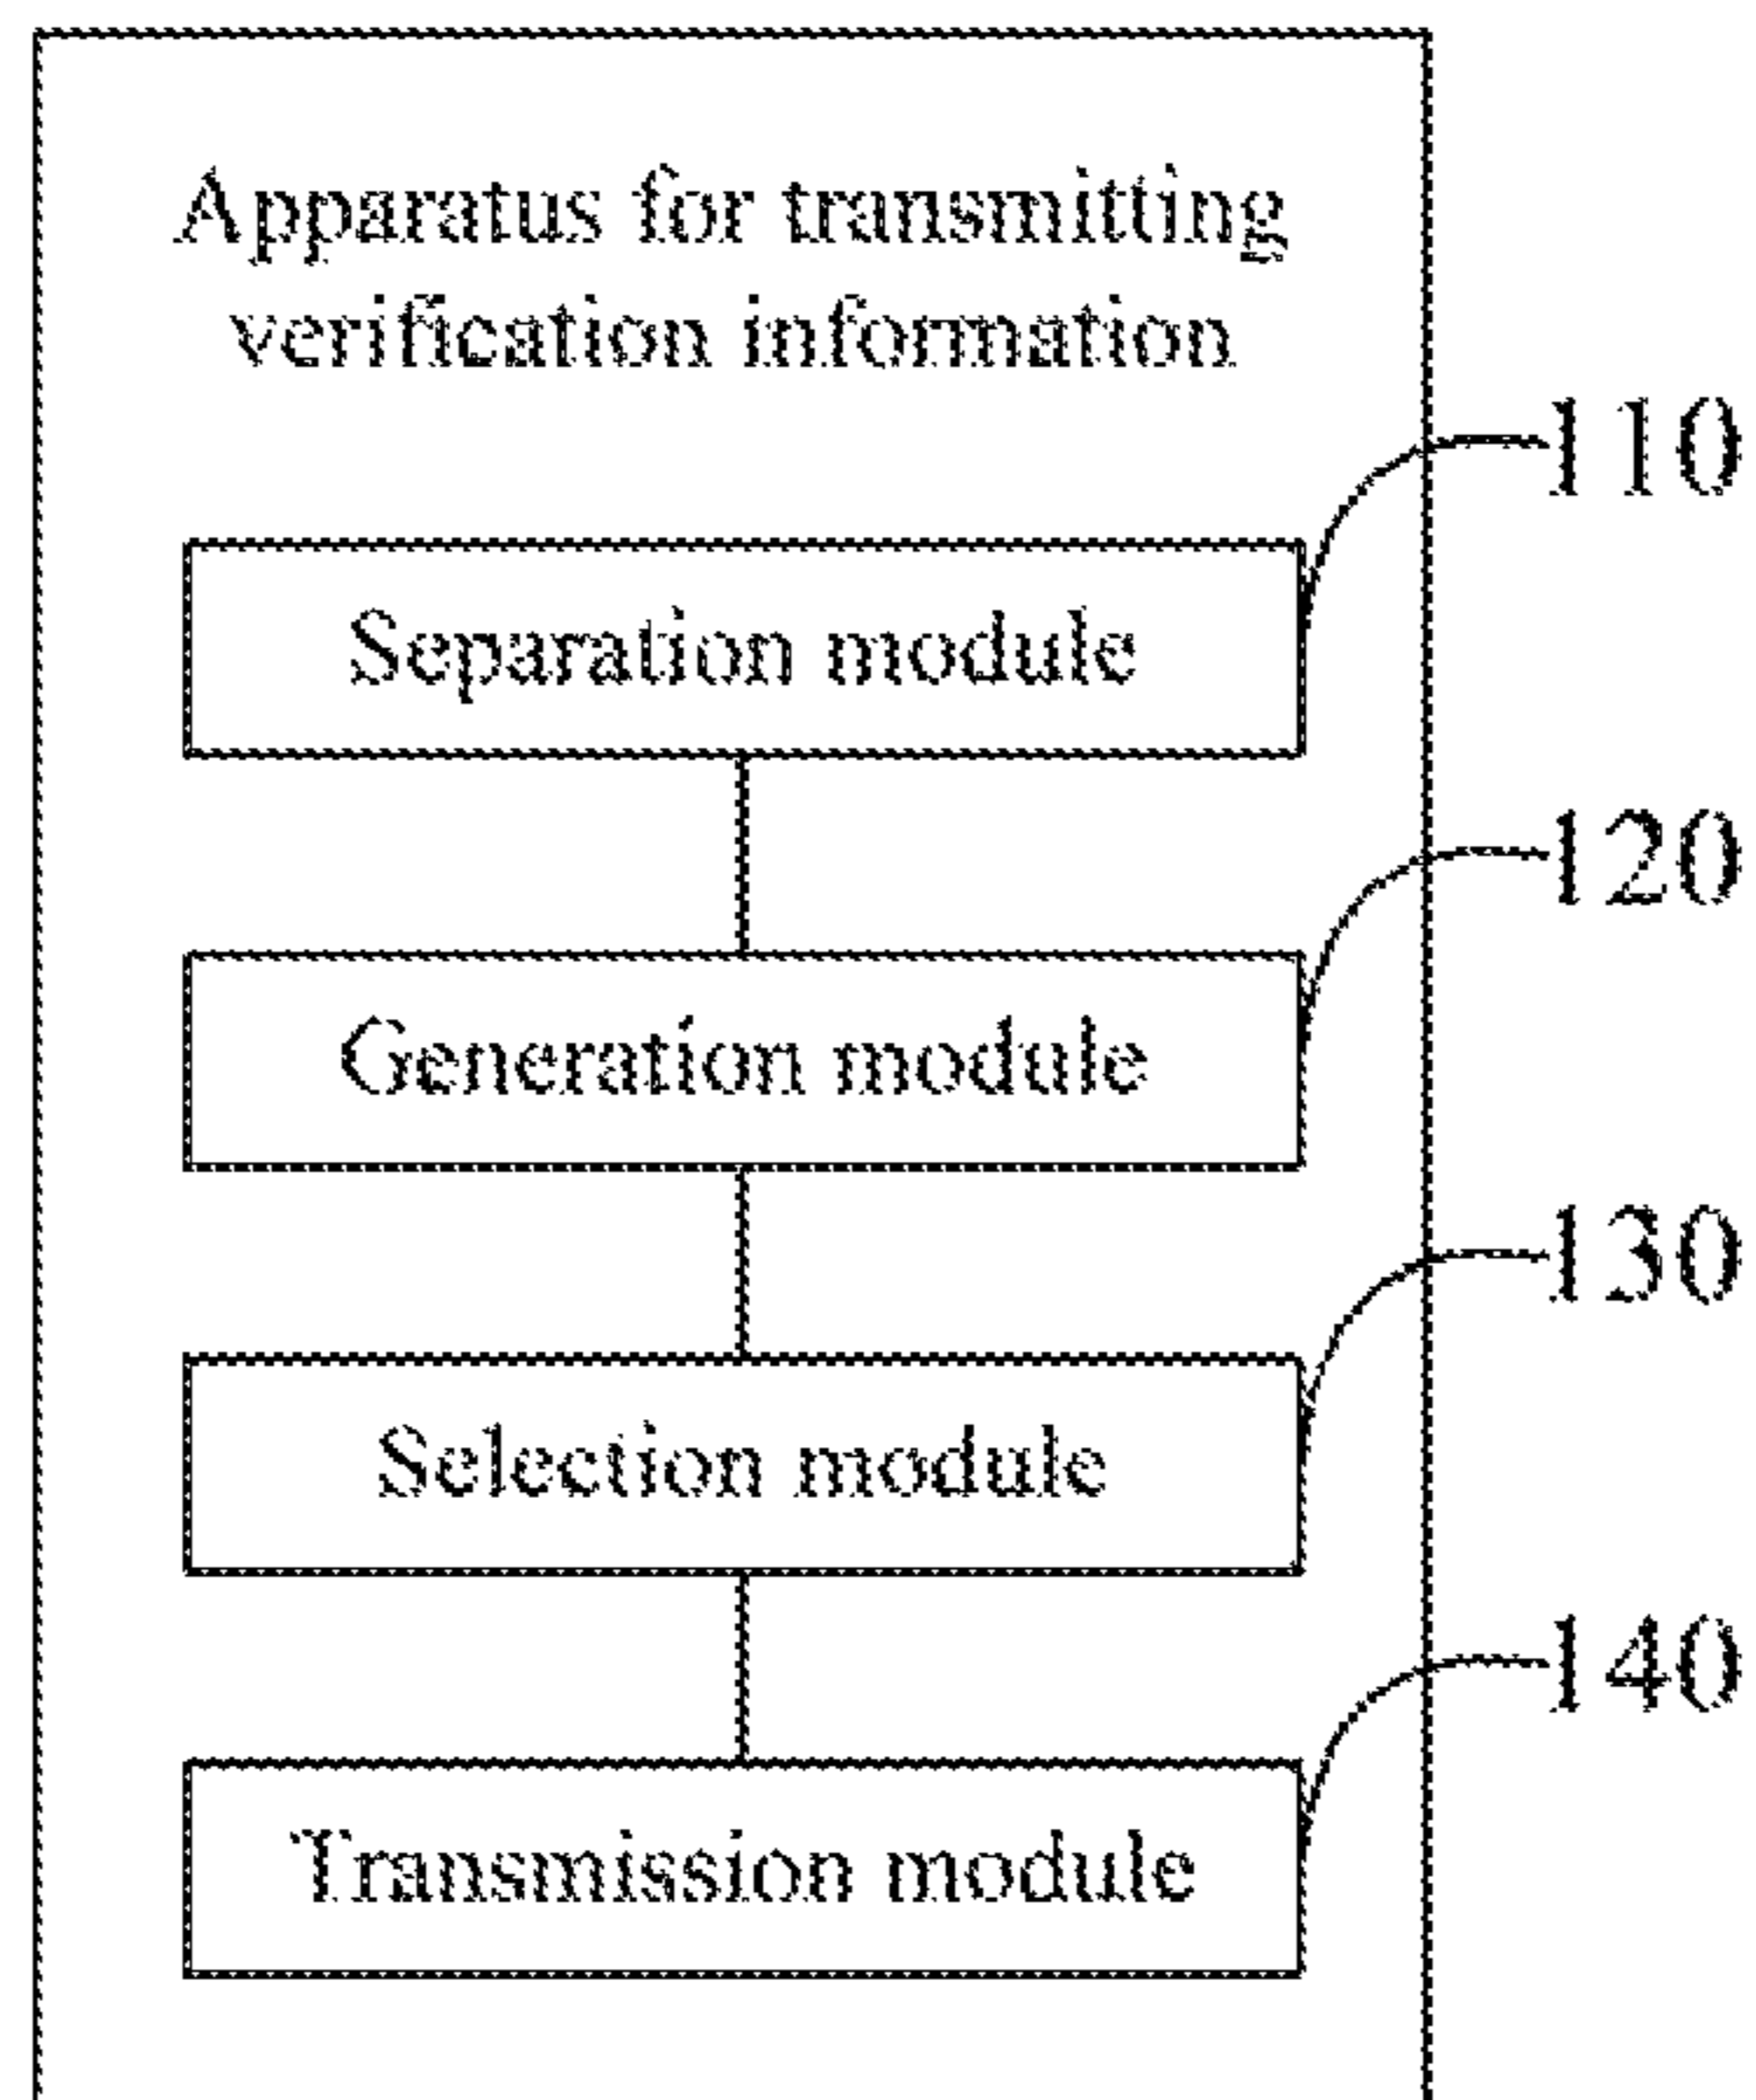 Apparatus for transmitting
verification information
110
Separation module
120
Generation module
130
Selection module
140
Transmission module